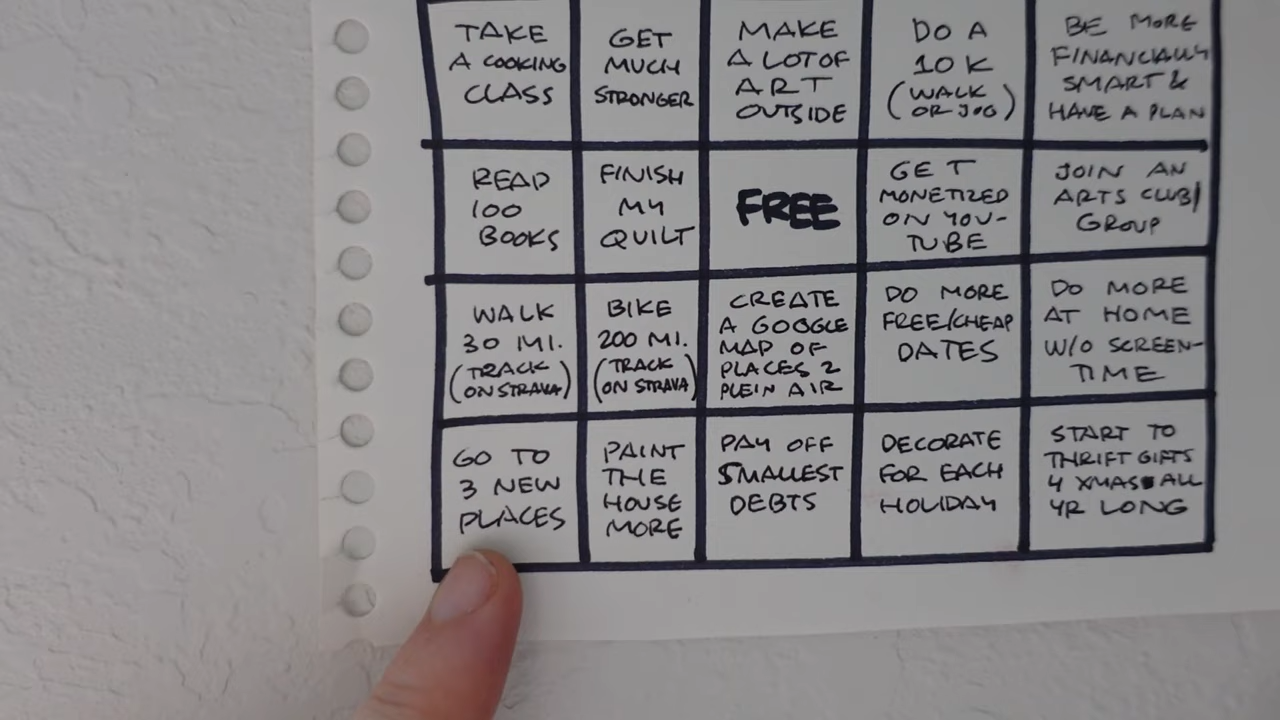 TAKE
A COOKING
CLASS
GET
MUCH
STRONGER
MAKE
A LOT OF
ART
OUTSIDE
DO A
10 K
(WALK
OR JOG)
BE MORE
FINANCIALLY
SMART &
HAVE A PLAN
READ
100
BOOKS
FINISH
MY
QUILT
FREE
GET
MONETIZED
ON YOU-
TUBE
JOIN AN
ARTS CLUB/
GROUP
WALK
30 MI.
(TRACK
ON STRAVA)
BIKE
200 MI.
(TRACK
ON STRAVA)
CREATE
A GOOGLE
MAP OF
PLACES 2
PLEIN AIR
DO MORE
FREE/CHEAP
DATES
DO MORE
AT HOME
W/O SCREEN-
TIME
GO TO
3 NEW
PLACES
PAINT
THE
HOUSE
MORE
PAY OFF
SMALLEST
DEBTS
DECORATE
FOR EACH
HOLIDAY
START TO
THRIFT GIFTS
4 XMAS ALL
YR LONG